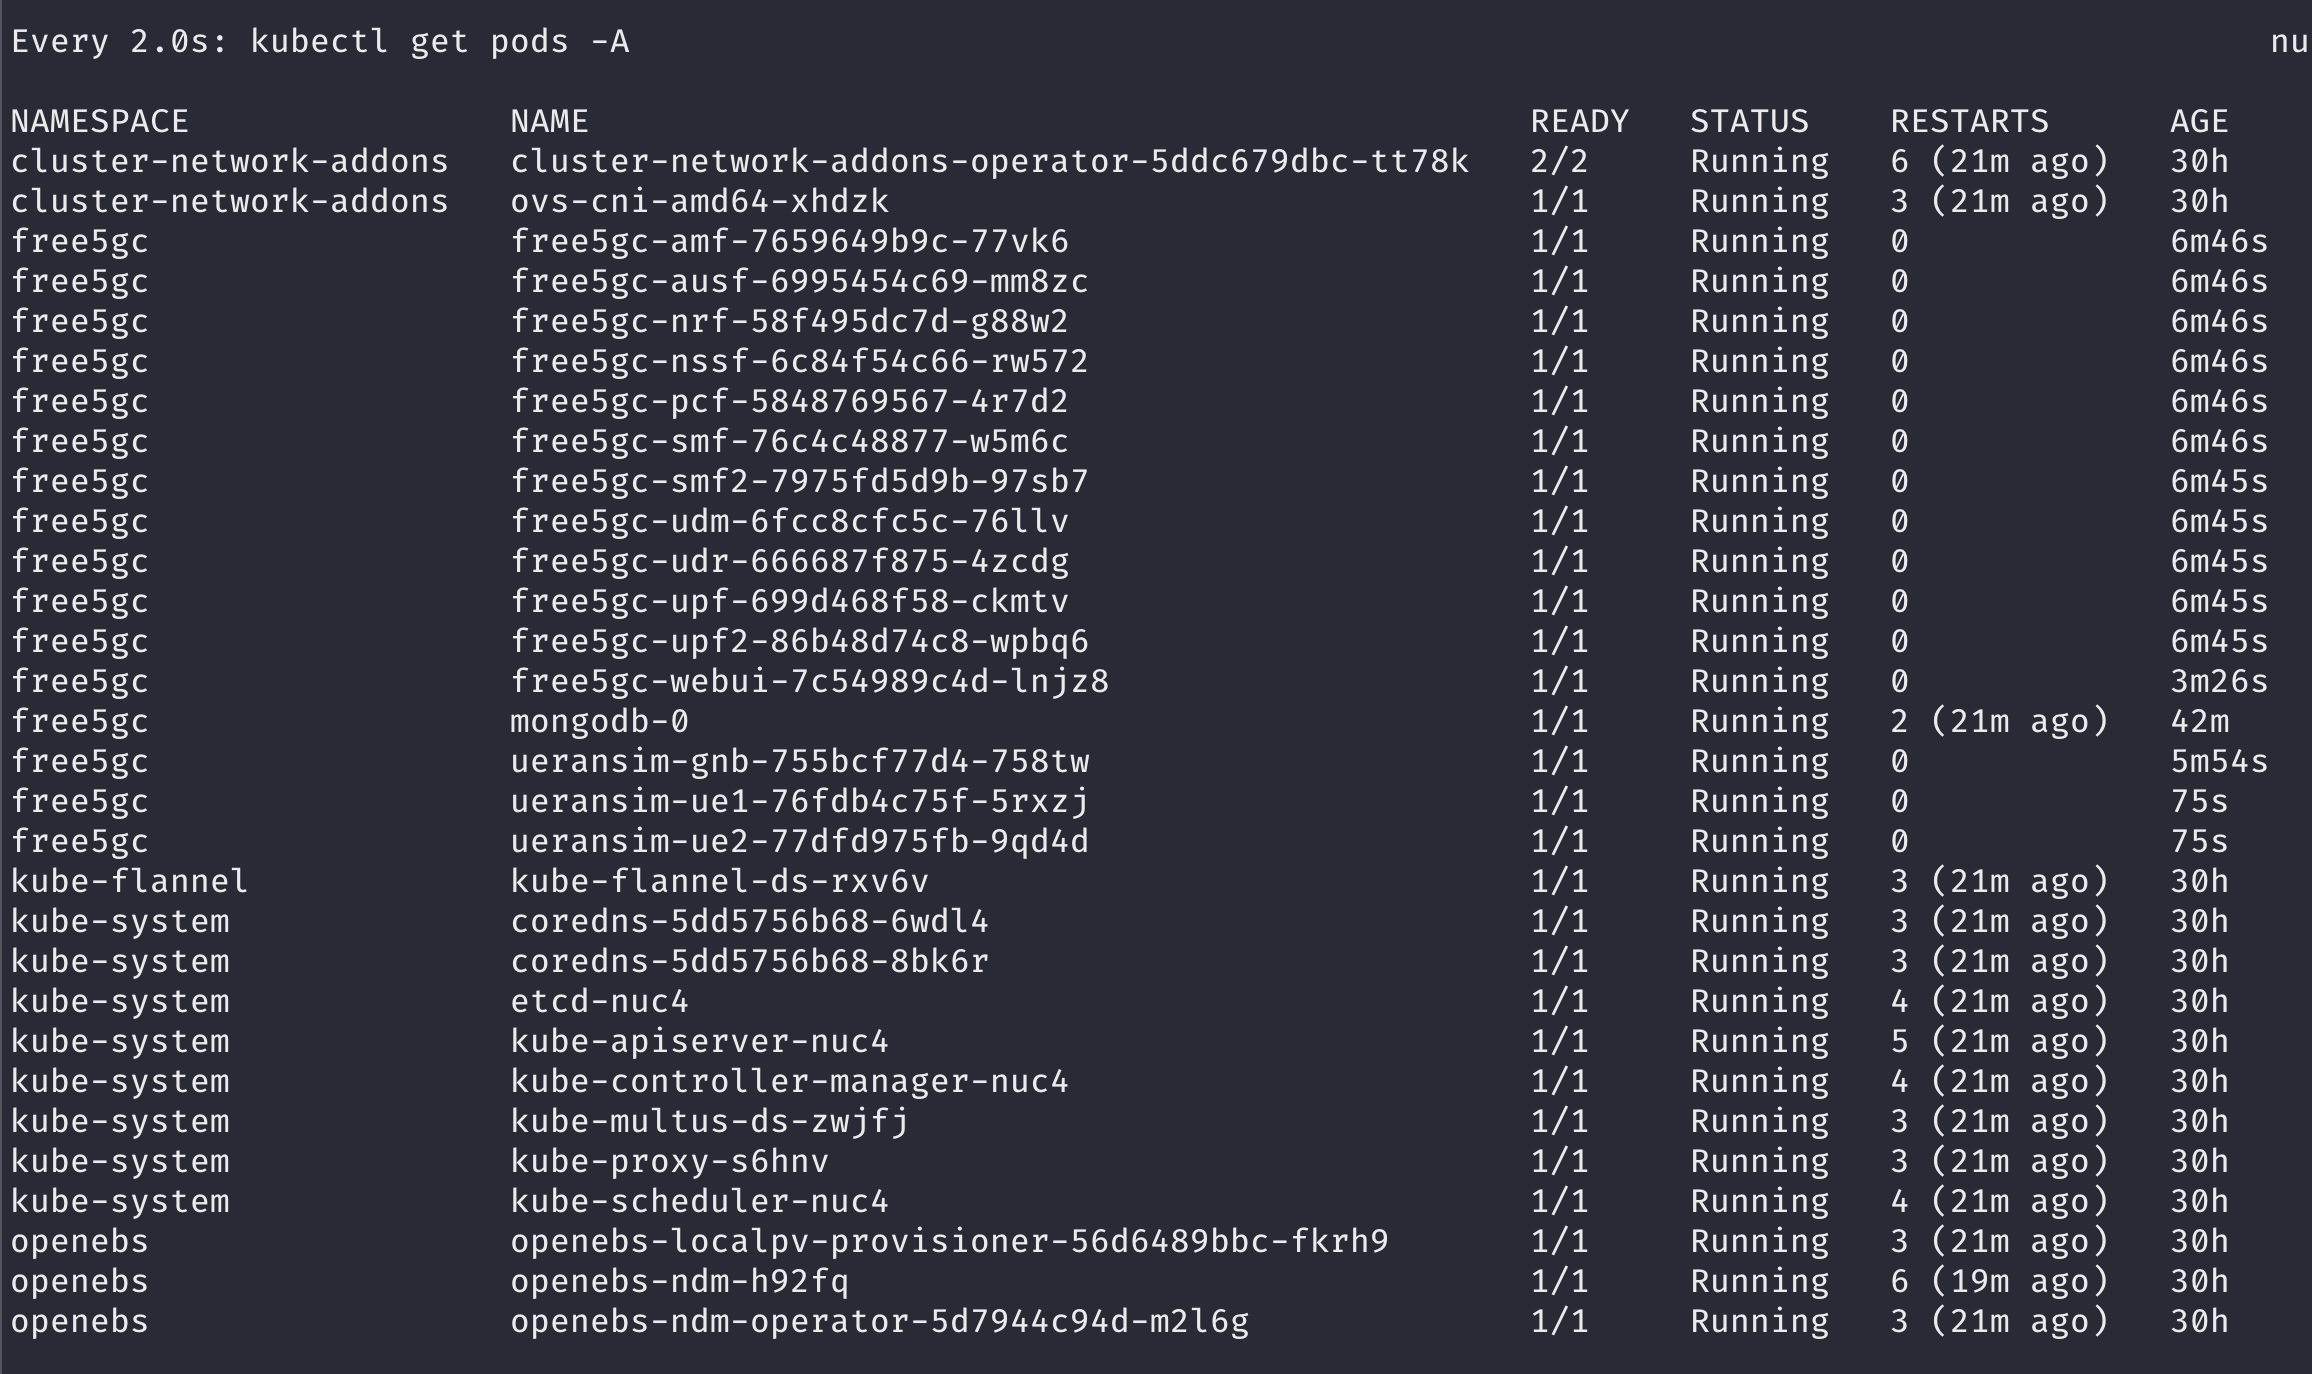 Every 2.0s: kubectl get pods -A nu
NAMESPACE NAME READY STATUS RESTARTS AGE
cluster-network-addons cluster-network-addons-operator-5ddc679dbc-tt78k 2/2 Running 6 (21m ago) 30h
cluster-network-addons ovs-cni-amd64-xhdzk 1/1 Running 3 (21m ago) 30h
free5gc free5gc-amf-7659649b9c-77vk6 1/1 Running 0 6m46s
free5gc free5gc-ausf-6995454c69-mm8zc 1/1 Running 0 6m46s
free5gc free5gc-nrf-58f495dc7d-g88w2 1/1 Running 0 6m46s
free5gc free5gc-nssf-6c84f54c66-rw572 1/1 Running 0 6m46s
free5gc free5gc-pcf-5848769567-4r7d2 1/1 Running 0 6m46s
free5gc free5gc-smf-76c4c48877-w5m6c 1/1 Running 0 6m46s
free5gc free5gc-smf2-7975fd5d9b-97sb7 1/1 Running 0 6m45s
free5gc free5gc-udm-6fcc8cfc5c-76llv 1/1 Running 0 6m45s
free5gc free5gc-udr-666687f875-4zcdg 1/1 Running 0 6m45s
free5gc free5gc-upf-699d468f58-ckmtv 1/1 Running 0 6m45s
free5gc free5gc-upf2-86b48d74c8-wpbq6 1/1 Running 0 6m45s
free5gc free5gc-webui-7c54989c4d-lnjz8 1/1 Running 0 3m26s
free5gc mongodb-0 1/1 Running 2 (21m ago) 42m
free5gc ueransim-gnb-755bcf77d4-758tw 1/1 Running 0 5m54s
free5gc ueransim-ue1-76fdb4c75f-5rxzj 1/1 Running 0 75s
free5gc ueransim-ue2-77dfd975fb-9qd4d 1/1 Running 0 75s
kube-flannel kube-flannel-ds-rxv6v 1/1 Running 3 (21m ago) 30h
kube-system coredns-5dd5756b68-6wdl4 1/1 Running 3 (21m ago) 30h
kube-system coredns-5dd5756b68-8bk6r 1/1 Running 3 (21m ago) 30h
kube-system etcd-nuc4 1/1 Running 4 (21m ago) 30h
kube-system kube-apiserver-nuc4 1/1 Running 5 (21m ago) 30h
kube-system kube-controller-manager-nuc4 1/1 Running 4 (21m ago) 30h
kube-system kube-multus-ds-zwjfj 1/1 Running 3 (21m ago) 30h
kube-system kube-proxy-s6hnv 1/1 Running 3 (21m ago) 30h
kube-system kube-scheduler-nuc4 1/1 Running 4 (21m ago) 30h
openebs openebs-localpv-provisioner-56d6489bbc-fkrh9 1/1 Running 3 (21m ago) 30h
openebs openebs-ndm-h92fq 1/1 Running 6 (19m ago) 30h
openebs openebs-ndm-operator-5d7944c94d-m2l6g 1/1 Running 3 (21m ago) 30h